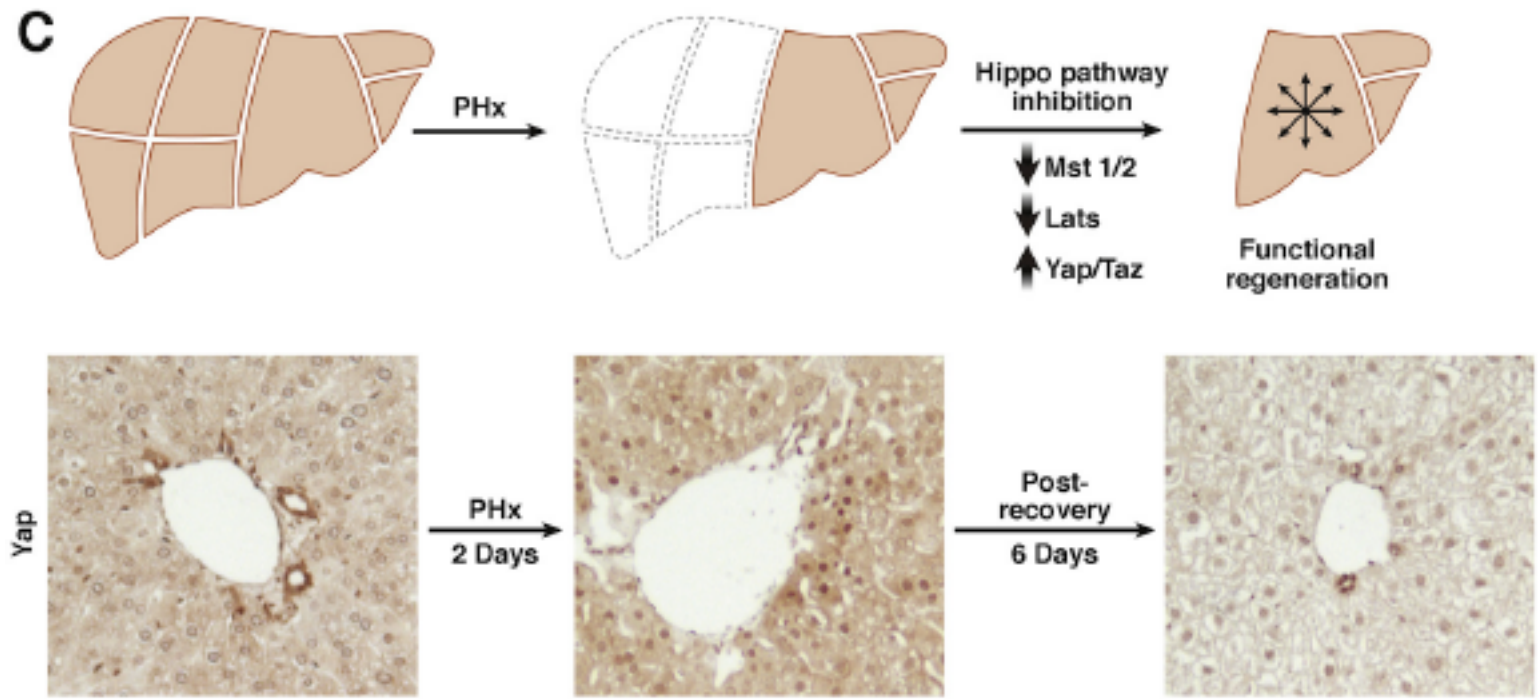 C
PHx
Hippo pathway
inhibition
Mst 1/2
Lats
Yap/Taz
Functional
regeneration
Yap
PHx
2 Days
Post-
recovery
6 Days